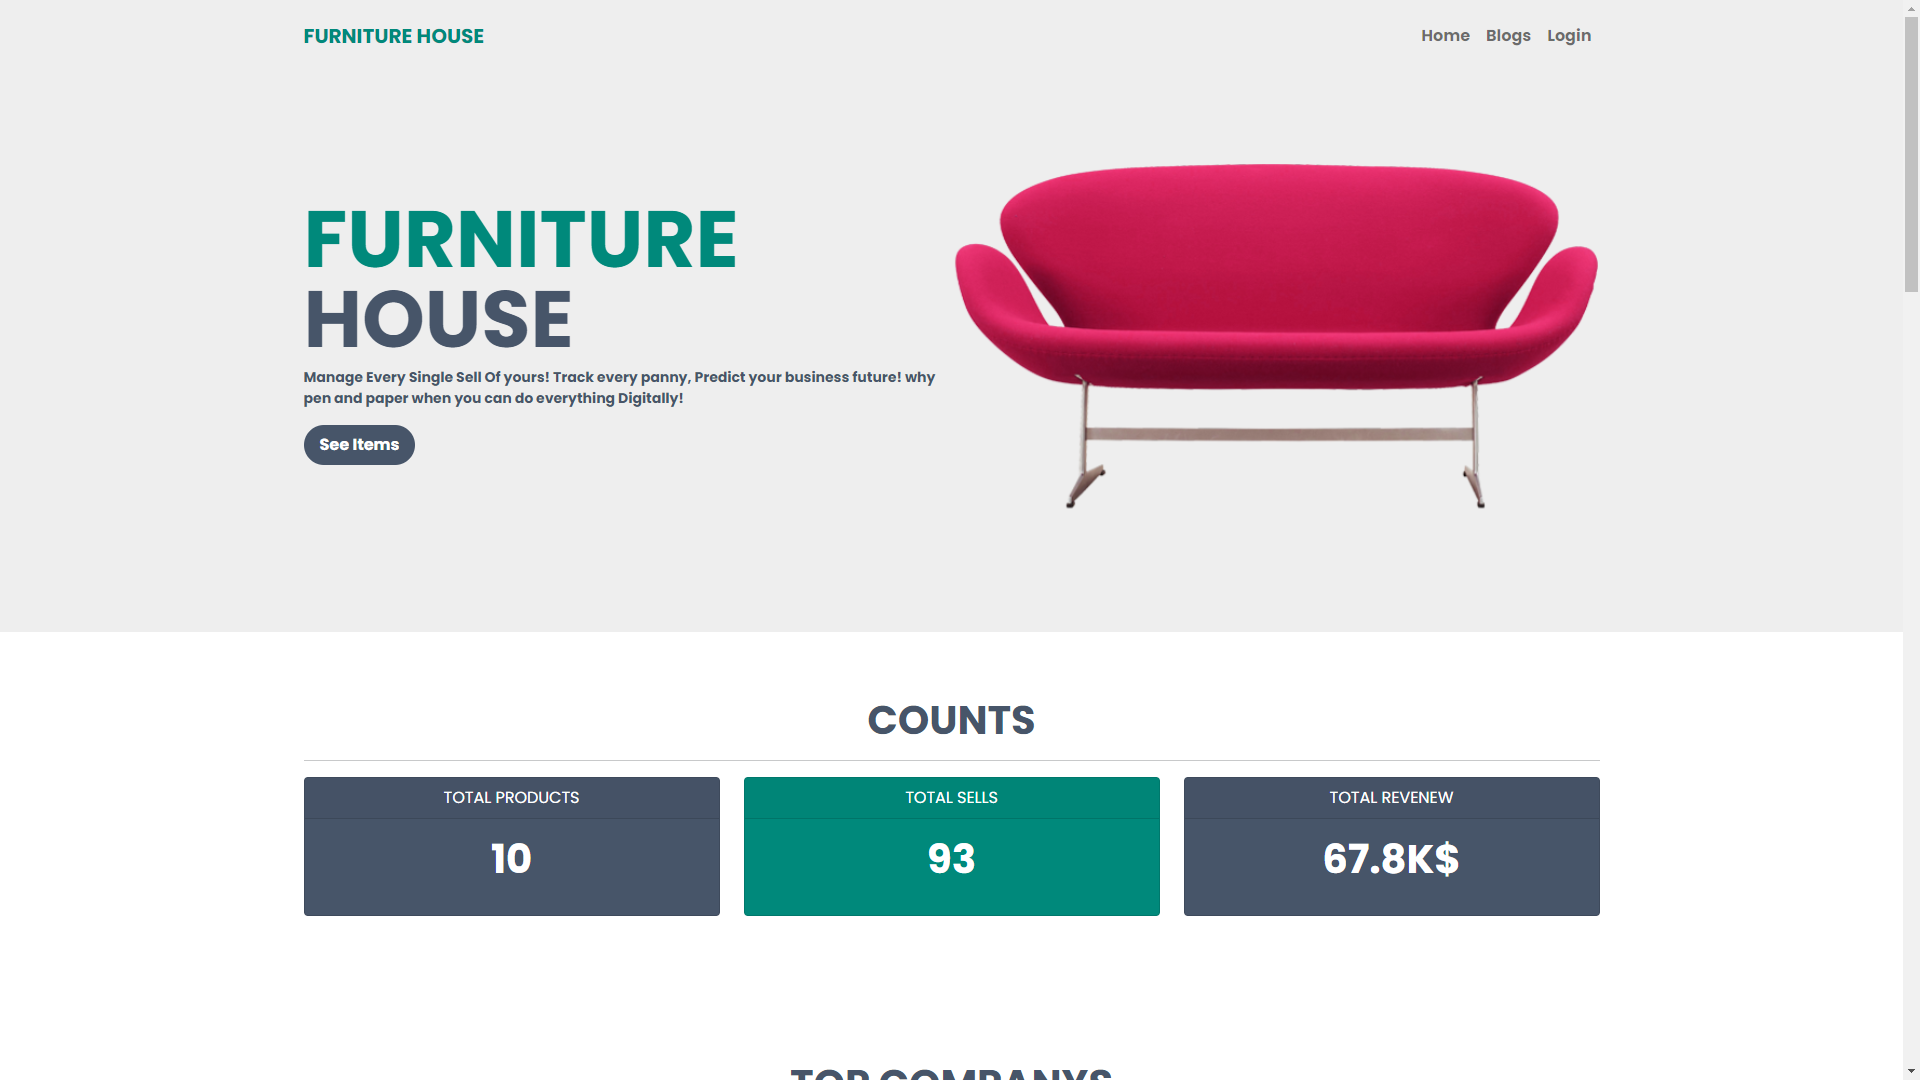 FURNITURE HOUSE
Home Blogs Login
FURNITURE
HOUSE
Manage Every Single Sell Of yours! Track every panny, Predict your business future! why
pen and paper when you can do everything Digitally!
See Items
COUNTS
TOTAL PRODUCTS
10
TOTAL SELLS
93
TOTAL REVENEW
67.8K$
TOP COMPANYS